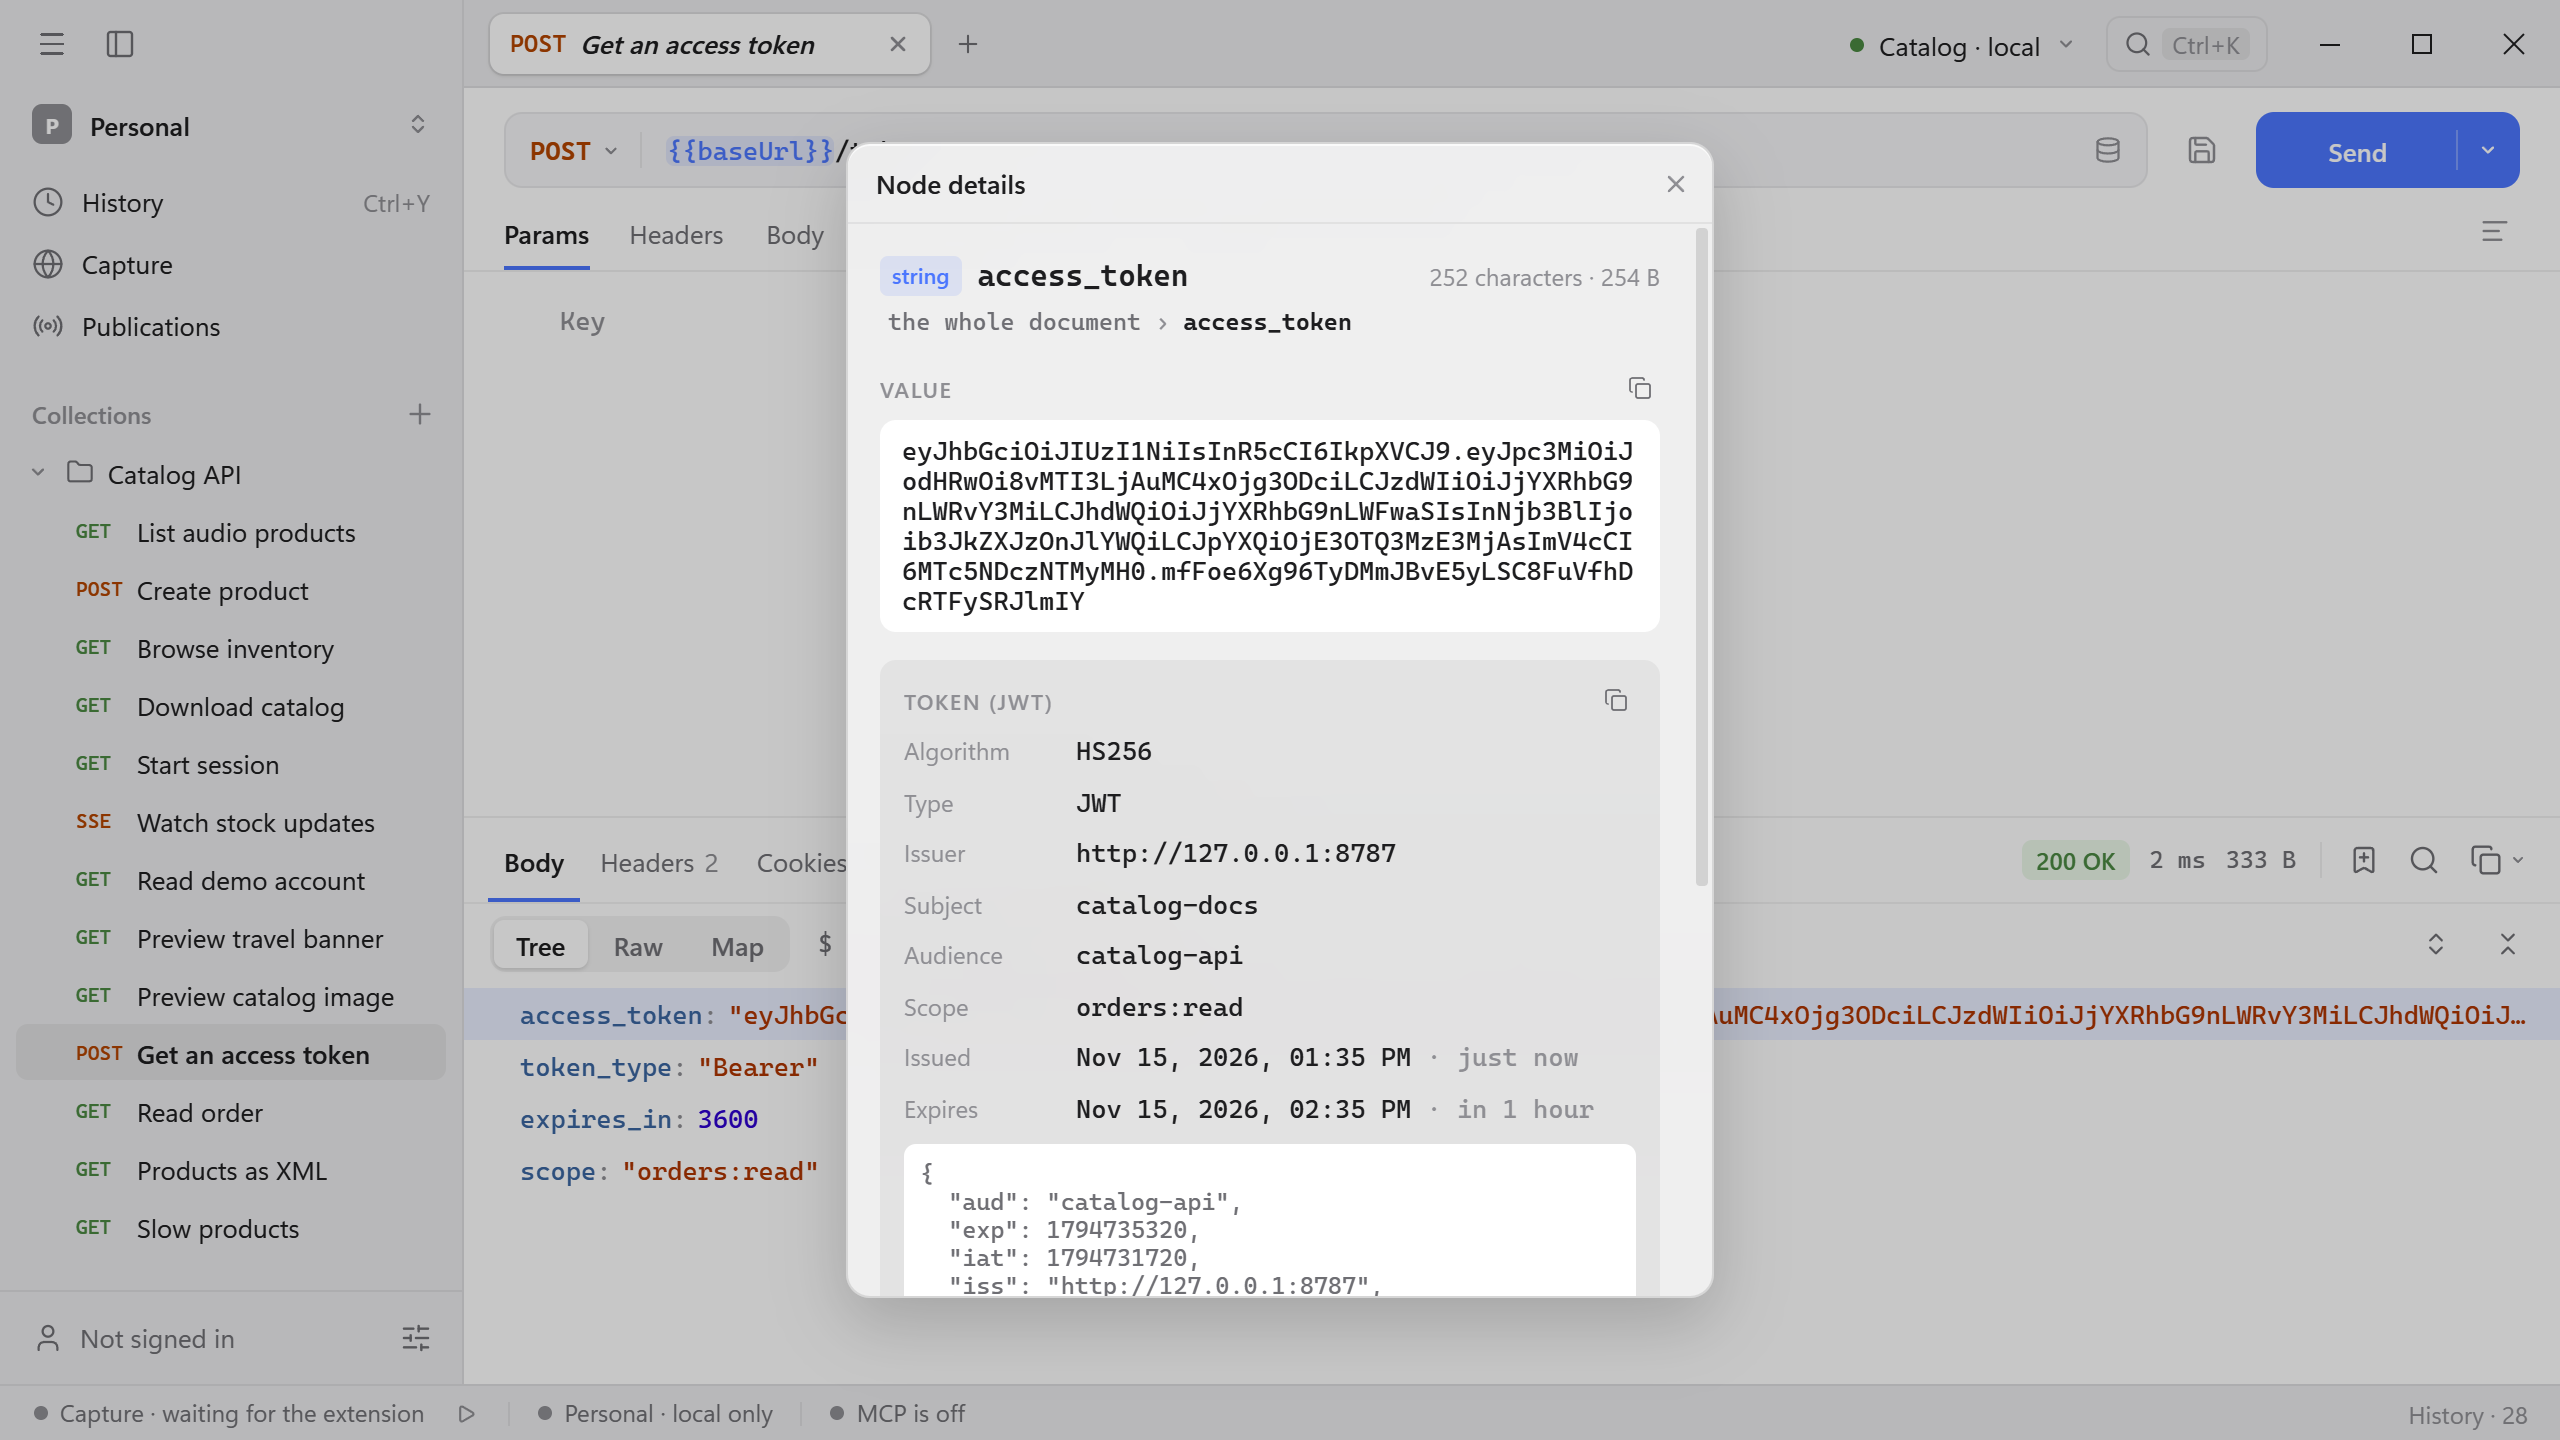 POST Get an access token
Catalog · local
Ctrl+K
P Personal
History Ctrl+Y
Capture
Publications
Collections
Catalog API
GET List audio products
POST Create product
GET Browse inventory
GET Download catalog
GET Start session
SSE Watch stock updates
GET Read demo account
GET Preview travel banner
GET Preview catalog image
POST Get an access token
GET Read order
GET Products as XML
GET Slow products
Not signed in
POST {{baseUrl}}
Send
Params Headers Body
Key
Node details
string access_token 252 characters · 254 B
the whole document › access_token
VALUE
eyJhbGciOiJIUzI1NiIsInR5cCI6IkpXVCJ9.eyJpc3MiOiJ
odHRwOi8vMTI3LjAuMC4xOjg3ODciLCJzdWIiOiJjYXRhbG9
nLWRvY3MiLCJhdWQiOiJjYXRhbG9nLWFwaSIsInNjb3BlIjo
ib3JkZXJzOnJlYWQiLCJpYXQiOjE3OTQ3MzE3MjAsImV4cCI
6MTc5NDczNTMyMH0.mfFoe6Xg96TyDMmJBvE5yLSC8FuVfhD
cRTFySRJlmIY
TOKEN (JWT)
Algorithm HS256
Type JWT
Issuer http://127.0.0.1:8787
Subject catalog-docs
Audience catalog-api
Scope orders:read
Issued Nov 15, 2026, 01:35 PM · just now
Expires Nov 15, 2026, 02:35 PM · in 1 hour
{
"aud": "catalog-api",
"exp": 1794735320,
"iat": 1794731720,
"iss": "http://127.0.0.1:8787",
Body Headers 2 Cookies
200 OK 2 ms 333 B
Tree Raw Map $
access_token: "eyJhbGc
uMC4xOjg3ODciLCJzdWIiOiJjYXRhbG9nLWRvY3MiLCJhdWQiOiJ…
token_type: "Bearer"
expires_in: 3600
scope: "orders:read"
Capture · waiting for the extension
Personal · local only
MCP is off
History · 28